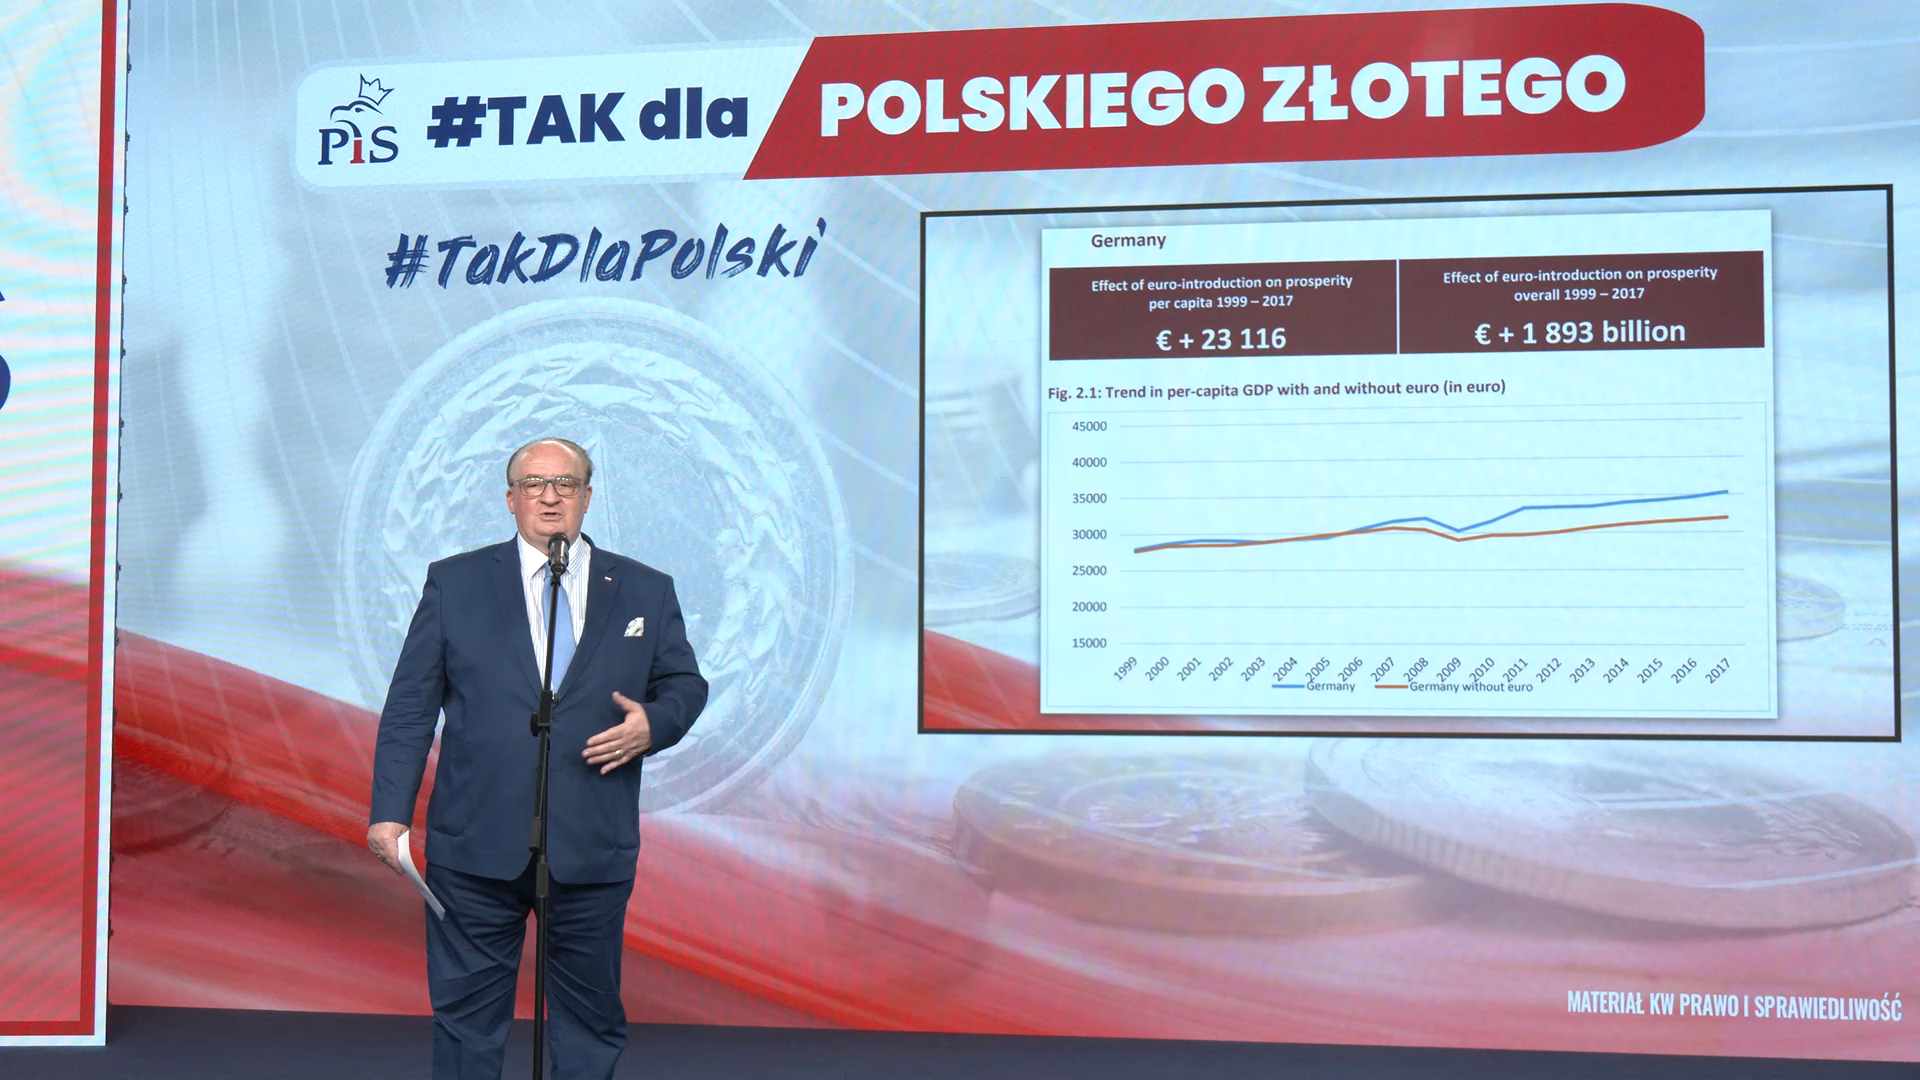 PiS #TAK dla POLSKIEGO ZŁOTEGO
#TakDlaPolski
Germany
Effect of euro-introduction on prosperity
per capita 1999 – 2017
€ + 23 116
Effect of euro-introduction on prosperity
overall 1999 – 2017
€ + 1 893 billion
Fig. 2.1: Trend in per-capita GDP with and without euro (in euro)
45000
40000
35000
30000
25000
20000
15000
1999 2000 2001 2002 2003 2004 2005 2006 2007 2008 2009 2010 2011 2012 2013 2014 2015 2016 2017
Germany Germany without euro
MATERIAŁ KW PRAWO I SPRAWIEDLIWOŚĆ